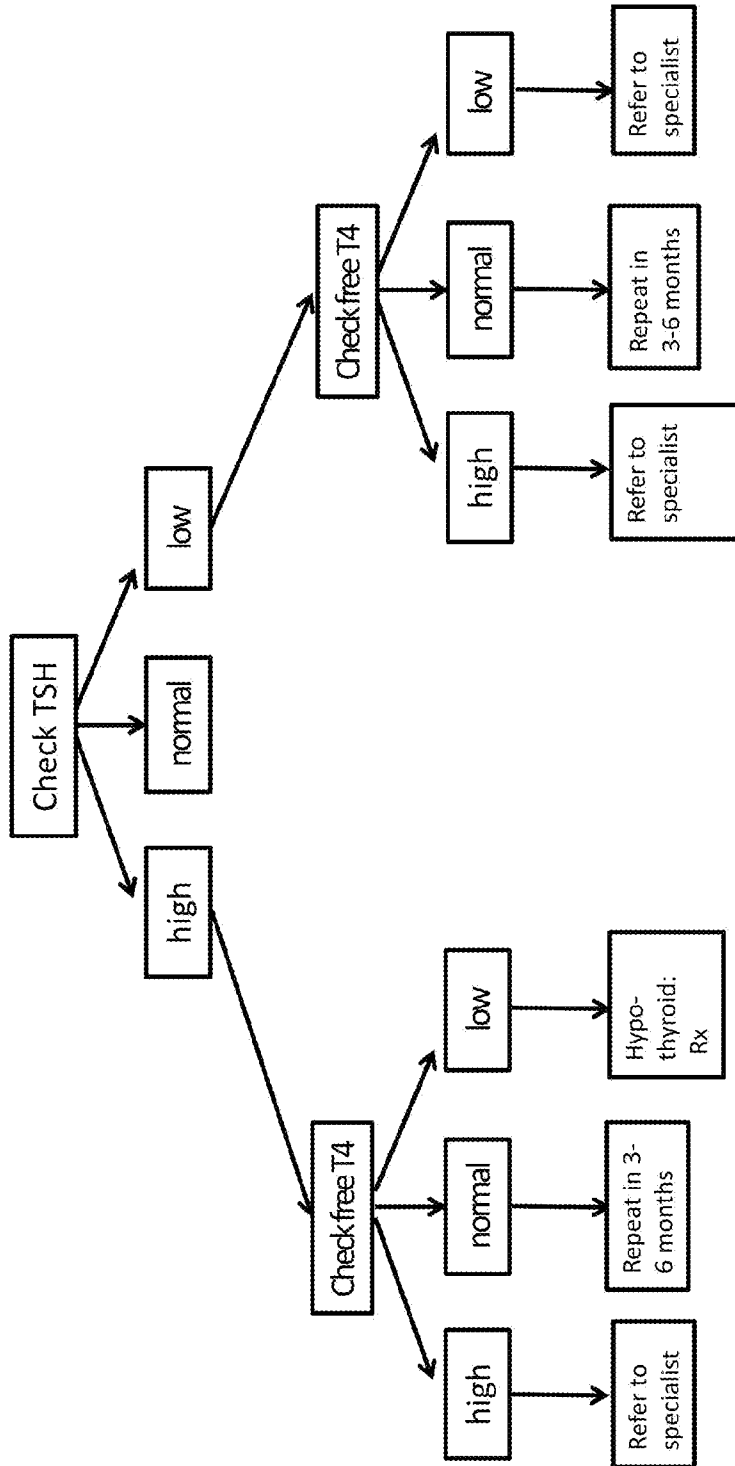 Check TSH
high
normal
low
Check free T4
Check free T4
high
normal
low
high
normal
low
Refer to
specialist
Repeat in 3-
6 months
Hypo-
thyroid:
Rx
Refer to
specialist
Repeat in
3-6 months
Refer to
specialist